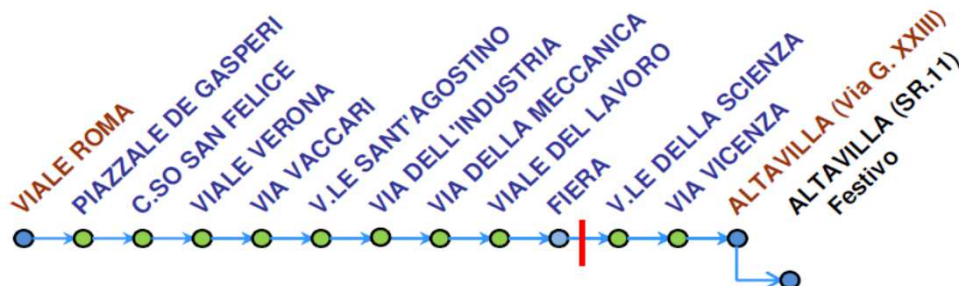 VIALE ROMA
PIAZZALE DE GASPERI
C.SO SAN FELICE
VIALE VERONA
VIA VACCARI
V.LE SANT'AGOSTINO
VIA DELL'INDUSTRIA
VIA DELLA MECCANICA
VIALE DEL LAVORO
FIERA
V.LE DELLA SCIENZA
VIA VICENZA
ALTAVILLA (Via G. XXIII)
ALTAVILLA (SR.11)
Festivo